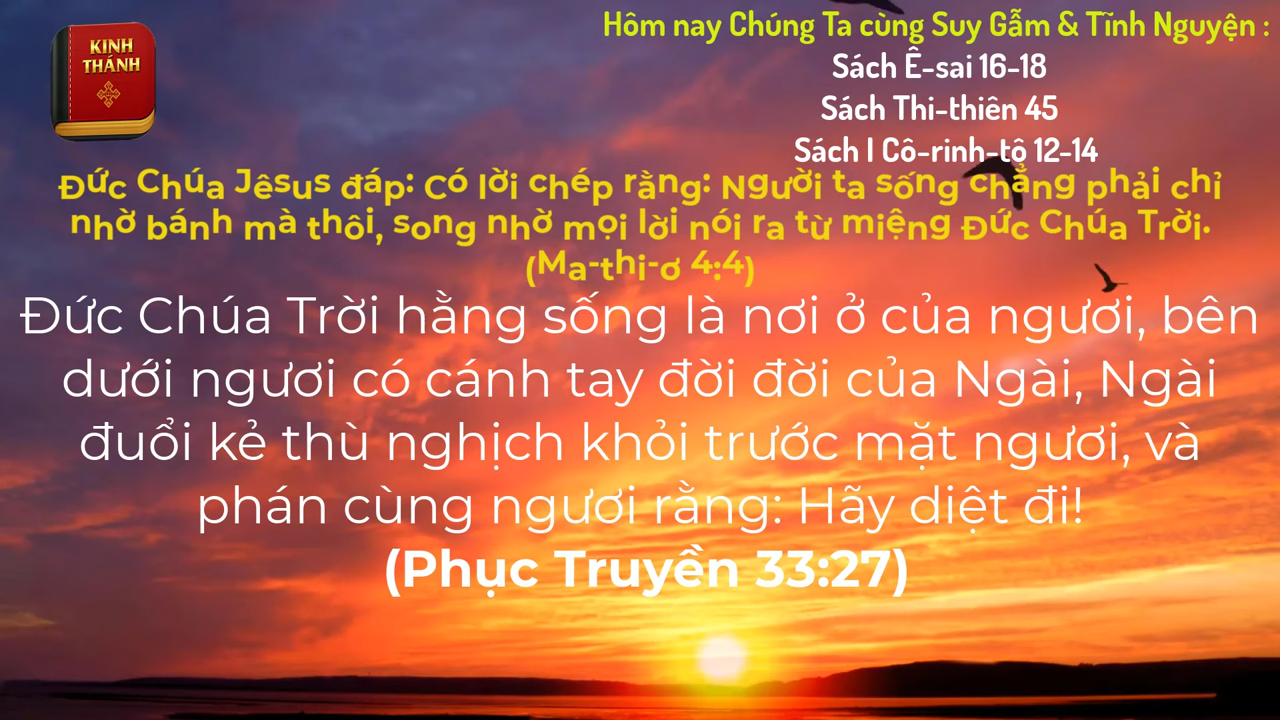 KINH
THÁNH
Hôm nay Chúng Ta cùng Suy Gẫm & Tĩnh Nguyện :
Sách Ê-sai 16-18
Sách Thi-thiên 45
Sách I Cô-rinh-tô 12-14
Đức Chúa Jêsus đáp: Có lời chép rằng: Người ta sống chẳng phải chỉ
nhờ bánh mà thôi, song nhờ mọi lời nói ra từ miệng Đức Chúa Trời.
(Ma-thi-ơ 4:4)
Đức Chúa Trời hằng sống là nơi ở của ngươi, bên
dưới ngươi có cánh tay đời đời của Ngài, Ngài
đuổi kẻ thù nghịch khỏi trước mặt ngươi, và
phán cùng ngươi rằng: Hãy diệt đi!
(Phục Truyền 33:27)